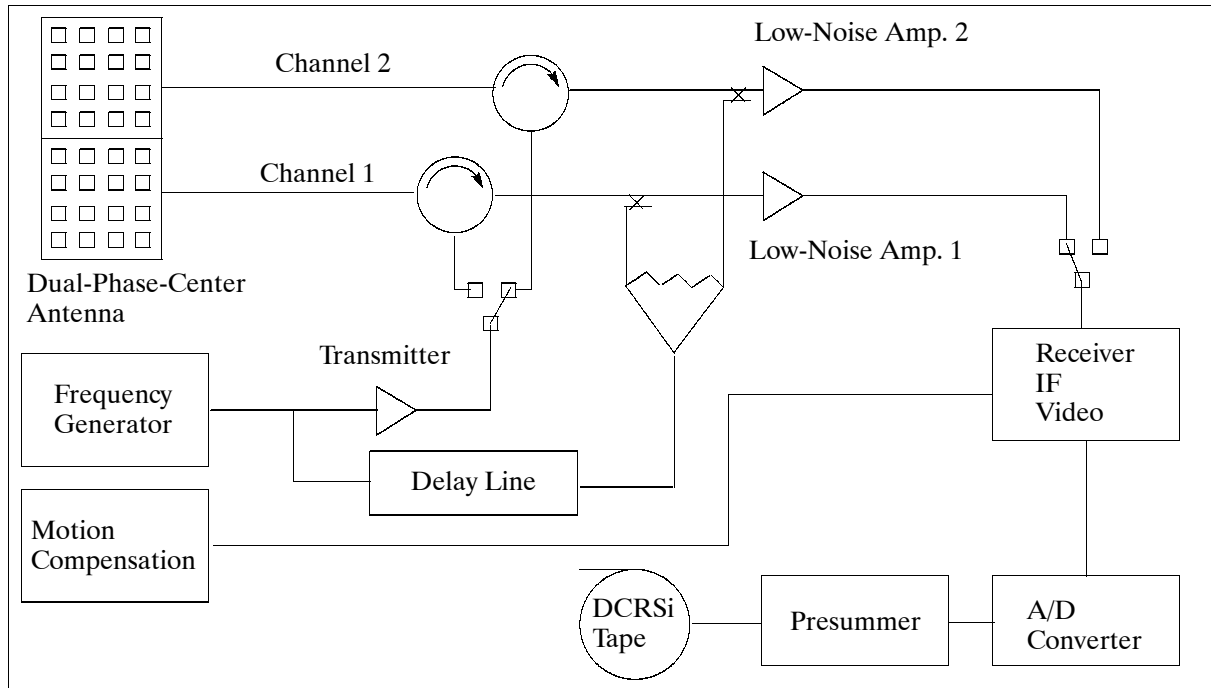 Low-Noise Amp. 2
Channel 2
Channel 1
Low-Noise Amp. 1
Dual-Phase-Center
Antenna
Transmitter
Receiver
IF
Video
Frequency
Generator
Delay Line
Motion
Compensation
DCRSi
Tape
Presummer
A/D
Converter